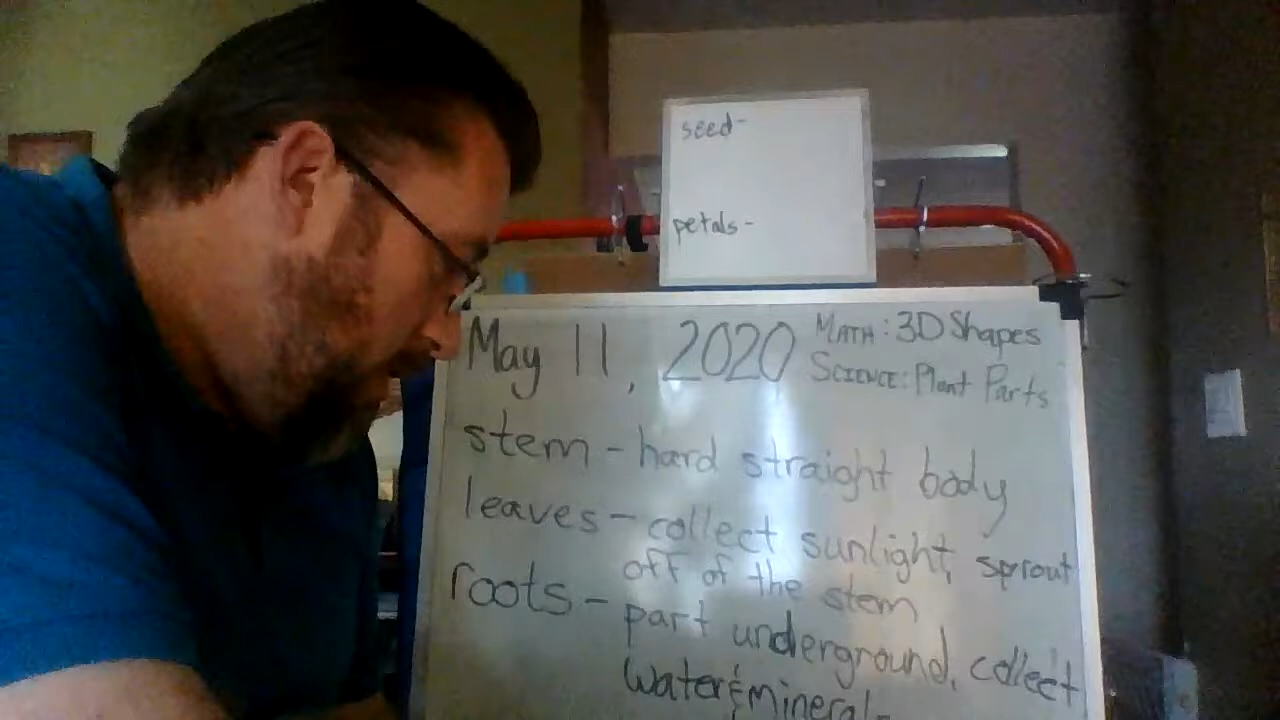 seed-
petals-
May 11, 2020
MATH: 3D Shapes
SCIENCE: Plant Parts
stem - hard straight body
leaves - collect sunlight, sprout
off of the stem
roots - part underground, collect
water & mineral-